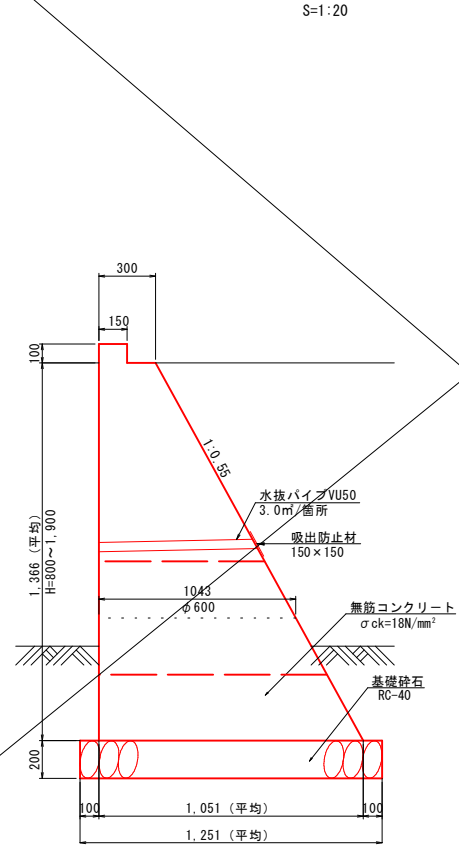 S=1:20
300
150
100
1:0.55
水抜パイプVU50
3.0㎡/箇所
吸出防止材
150×150
1,366 (平均)
H=800~1,900
1043
φ600
無筋コンクリート
σck=18N/mm²
基礎砕石
RC-40
200
100
1,051 (平均)
100
1,251 (平均)